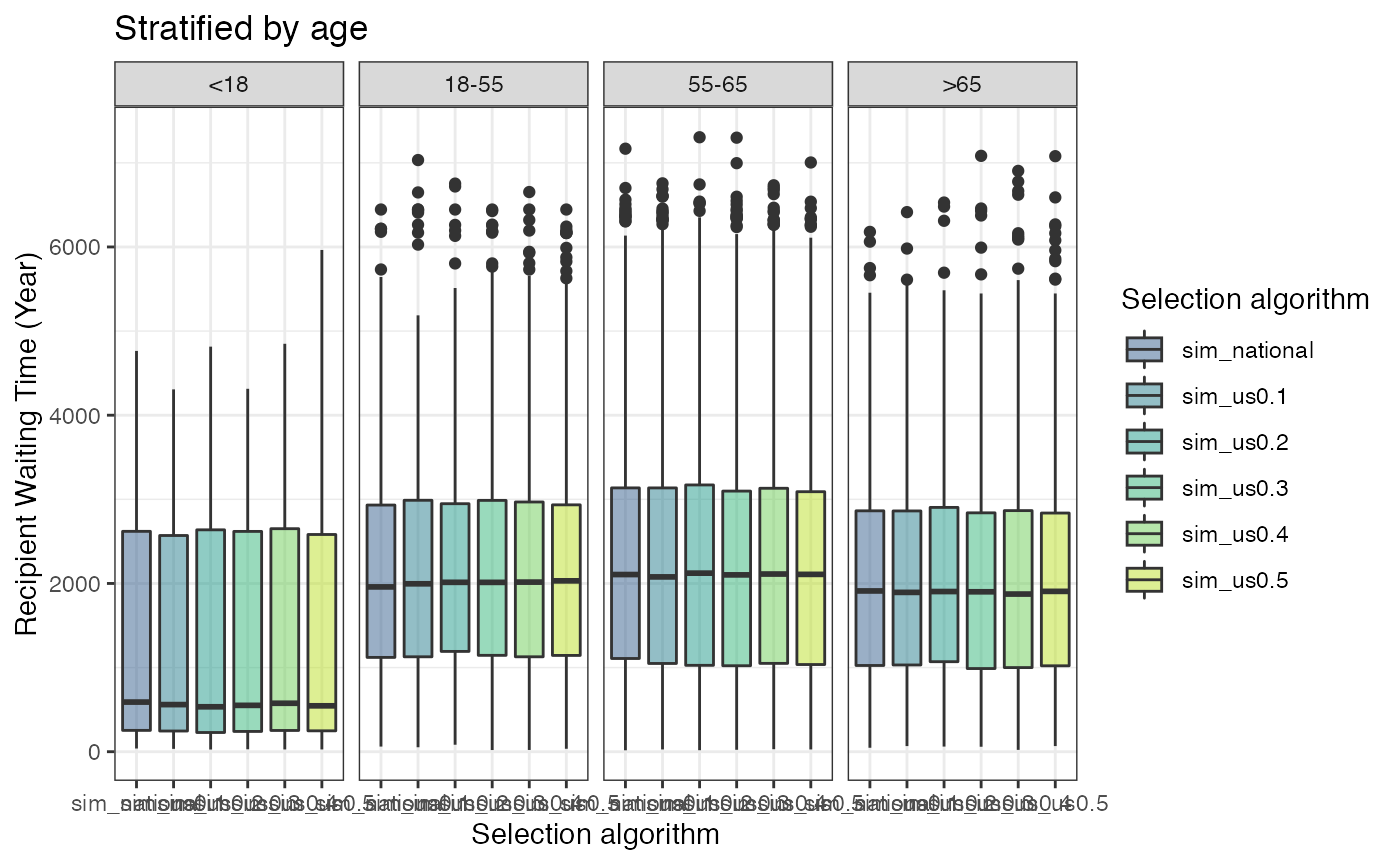 Stratified by age
<18
18-55
55-65
>65
Recipient Waiting Time (Year)
6000
4000
2000
0
Selection algorithm
Selection algorithm
sim_national
sim_us0.1
sim_us0.2
sim_us0.3
sim_us0.4
sim_us0.5